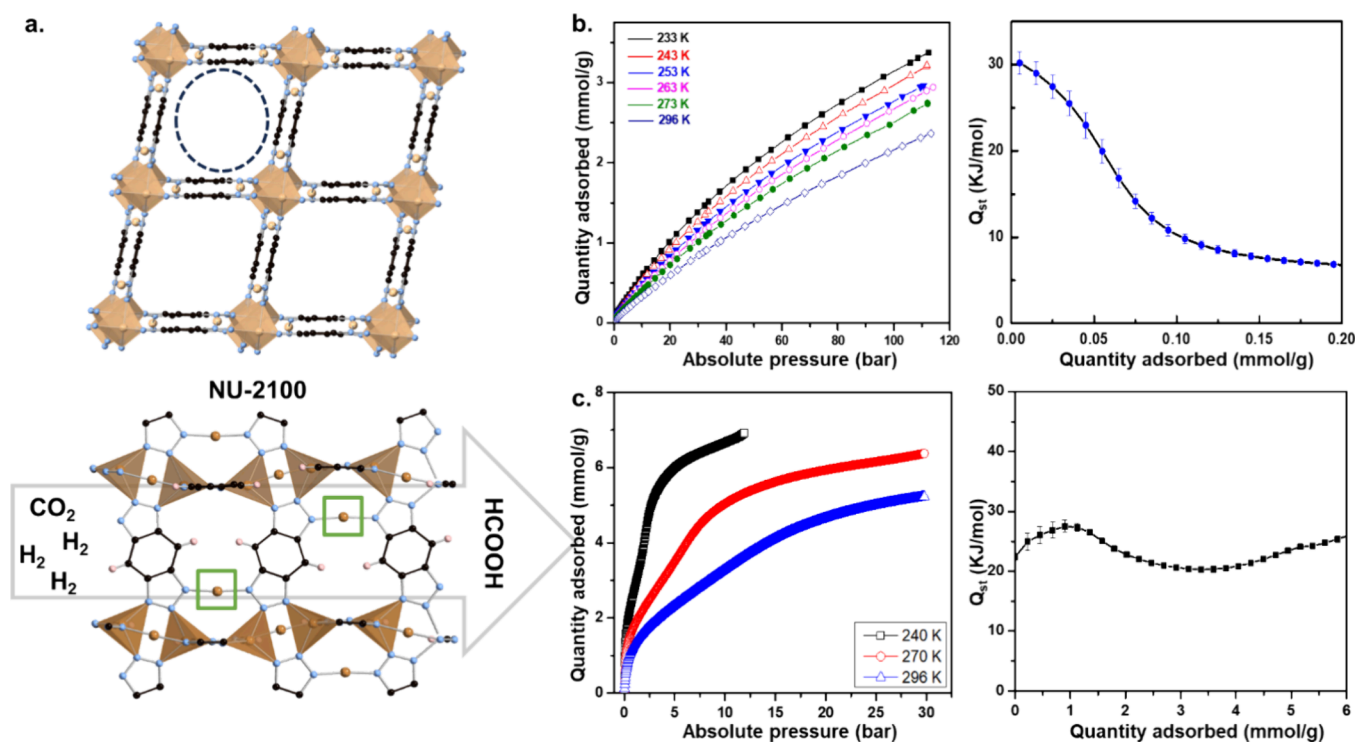 a.
NU-2100
CO2
H2
H2
H2
HCOOH
b.
Quantity adsorbed (mmol/g)
3
2
1
0
233 K
243 K
253 K
263 K
273 K
296 K
0 20 40 60 80 100 120
Absolute pressure (bar)
Qst (KJ/mol)
40
30
20
10
0
0.00 0.05 0.10 0.15 0.20
Quantity adsorbed (mmol/g)
c.
Quantity adsorbed (mmol/g)
8
6
4
2
0
240 K
270 K
296 K
0 5 10 15 20 25 30
Absolute pressure (bar)
Qst (KJ/mol)
50
40
30
20
10
0
0 1 2 3 4 5 6
Quantity adsorbed (mmol/g)